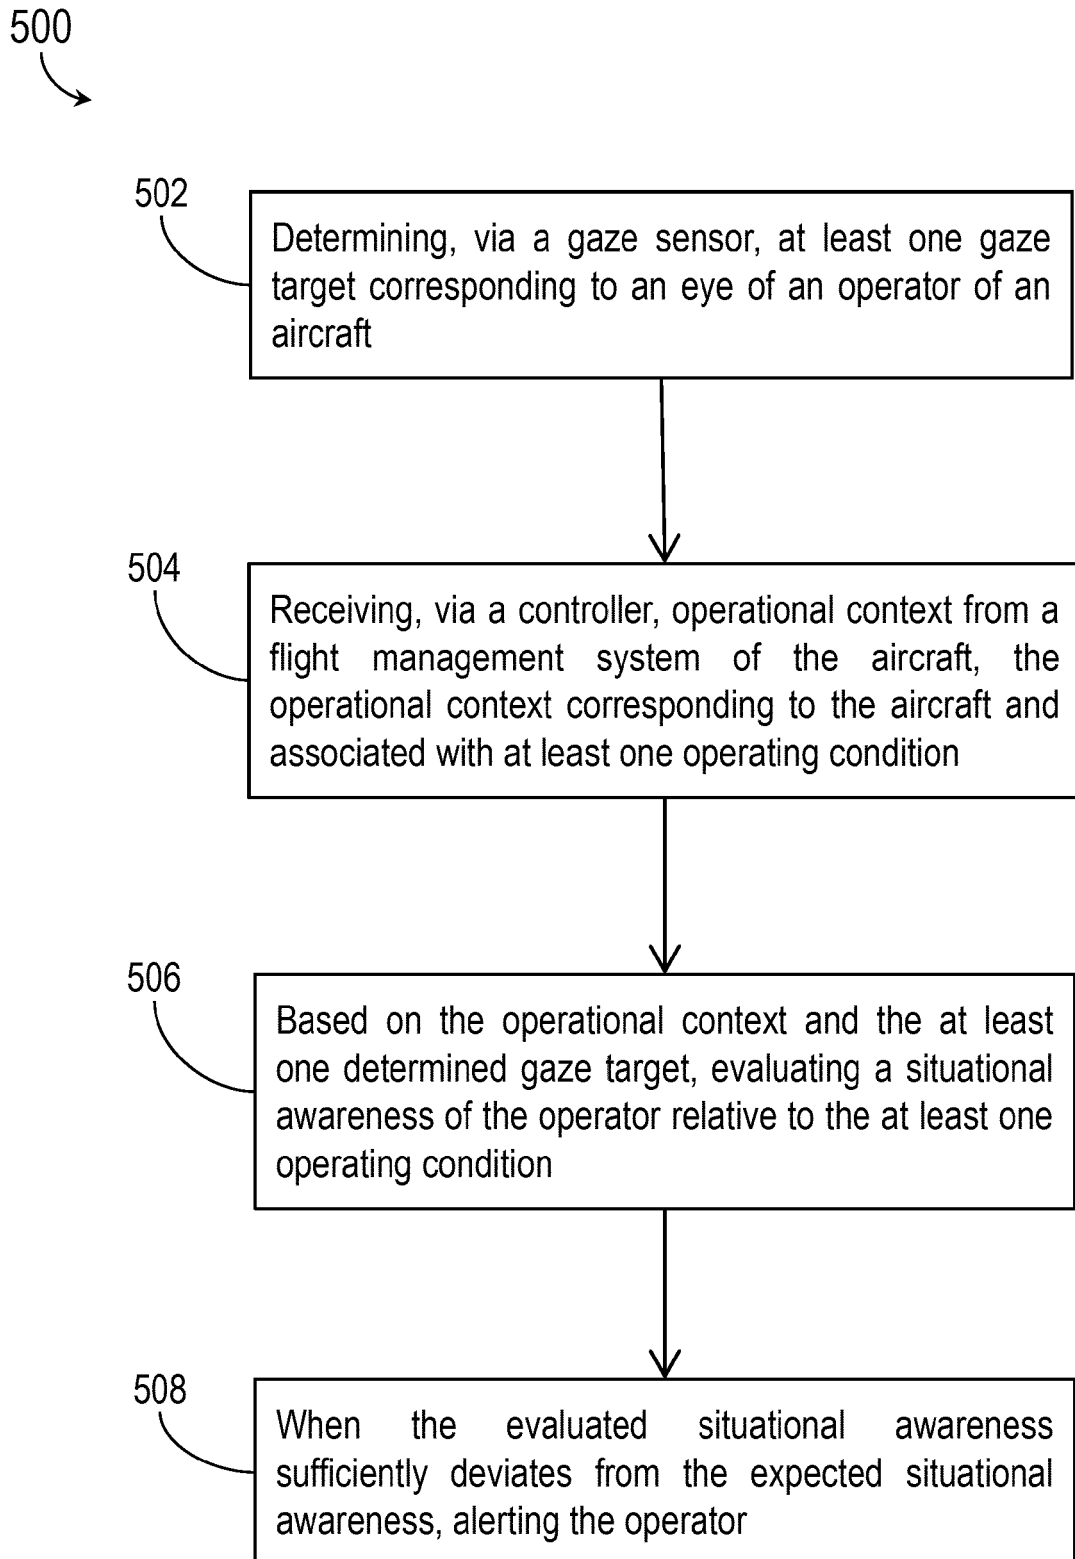 500
502
Determining, via a gaze sensor, at least one gaze
target corresponding to an eye of an operator of an
aircraft
504
Receiving, via a controller, operational context from a
flight management system of the aircraft, the
operational context corresponding to the aircraft and
associated with at least one operating condition
506
Based on the operational context and the at least
one determined gaze target, evaluating a situational
awareness of the operator relative to the at least one
operating condition
508
When the evaluated situational awareness
sufficiently deviates from the expected situational
awareness, alerting the operator